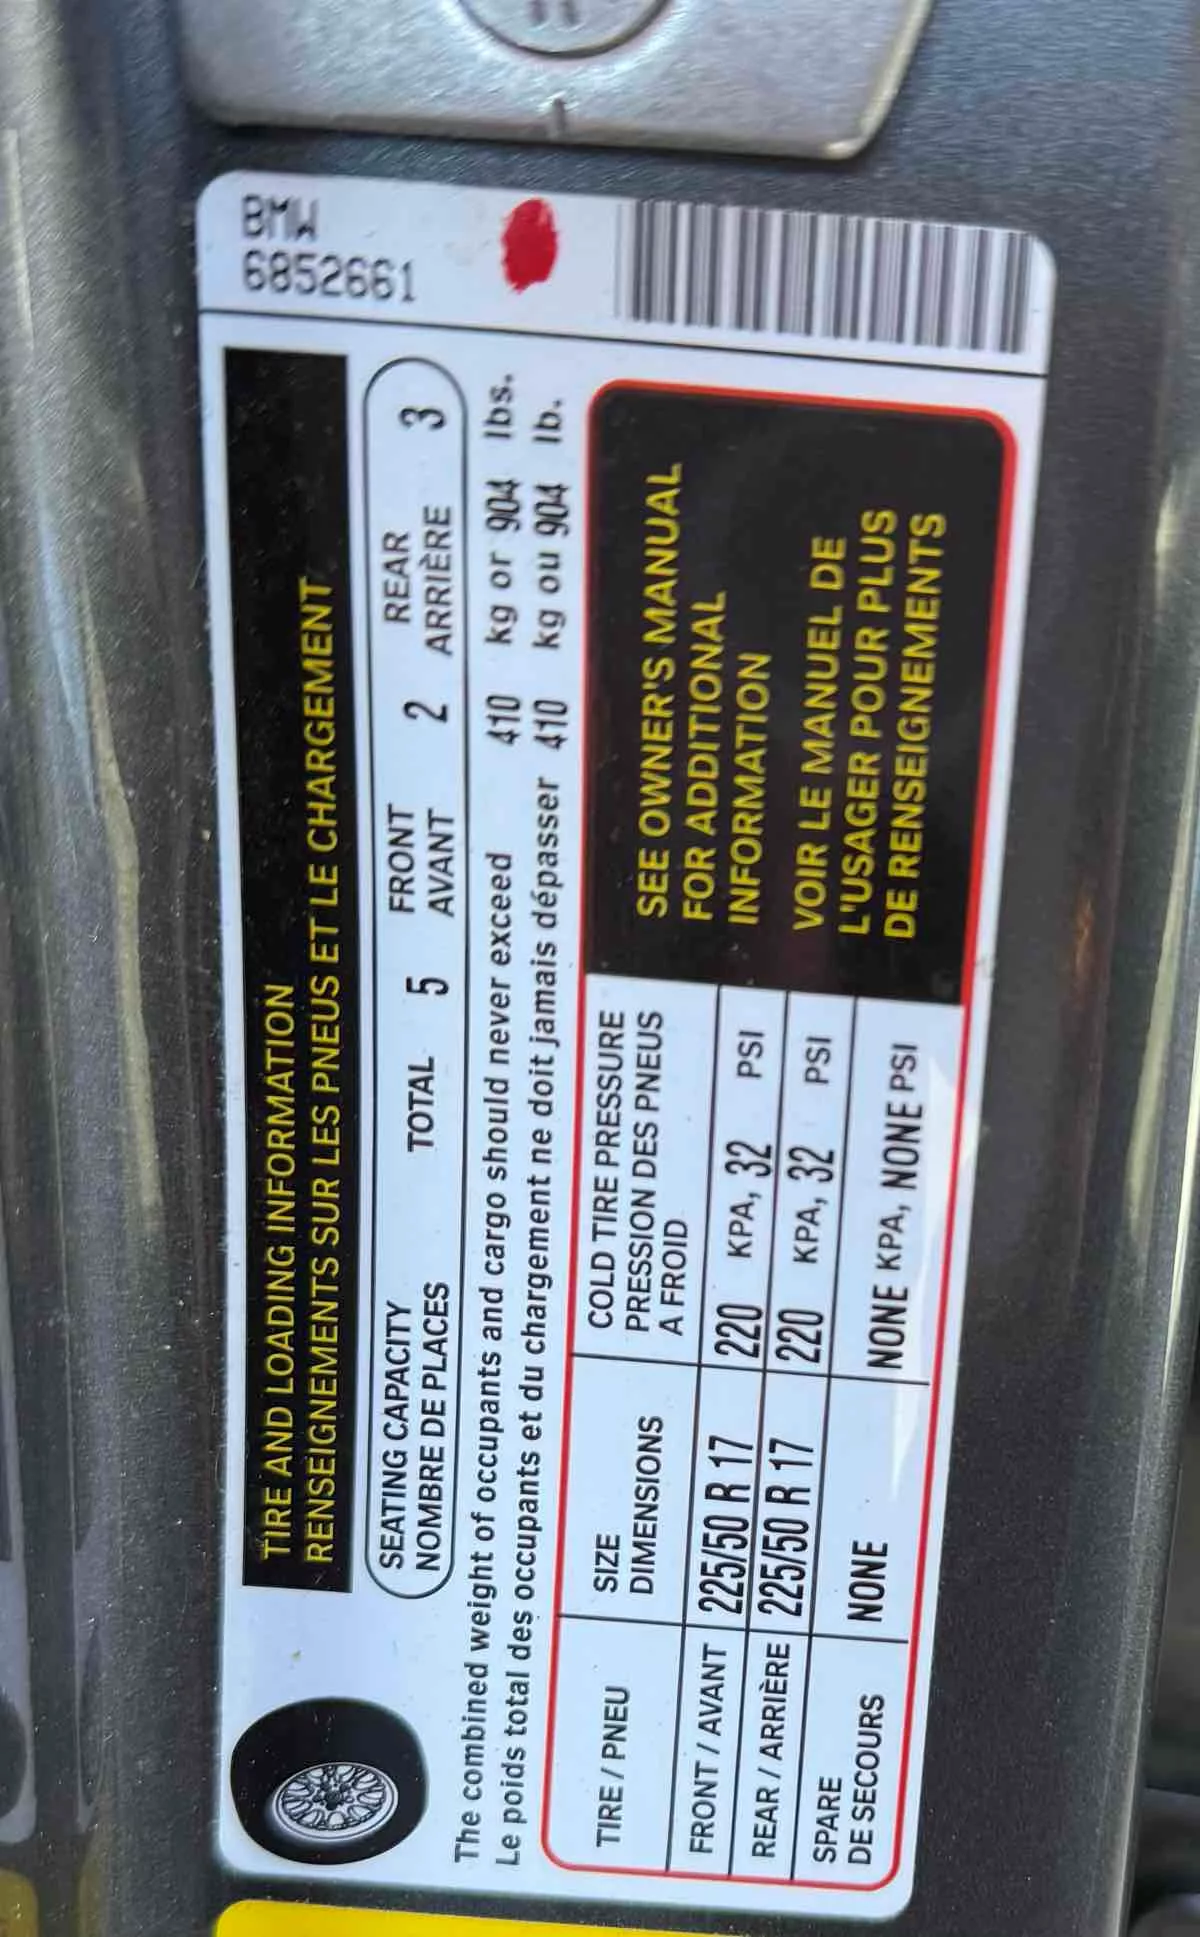 BMW
6852661
TIRE AND LOADING INFORMATION
RENSEIGNEMENTS SUR LES PNEUS ET LE CHARGEMENT
SEATING CAPACITY TOTAL 5 FRONT 2 REAR 3
NOMBRE DE PLACES AVANT ARRIÈRE
The combined weight of occupants and cargo should never exceed 410 kg or 904 lbs.
Le poids total des occupants et du chargement ne doit jamais dépasser 410 kg ou 904 lb.
TIRE / PNEU
SIZE
DIMENSIONS
COLD TIRE PRESSURE
PRESSION DES PNEUS
A FROID
FRONT / AVANT 225/50 R 17 220 KPA, 32 PSI
REAR / ARRIÈRE 225/50 R 17 220 KPA, 32 PSI
SPARE
DE SECOURS NONE NONE KPA, NONE PSI
SEE OWNER'S MANUAL
FOR ADDITIONAL
INFORMATION
VOIR LE MANUEL DE
L'USAGER POUR PLUS
DE RENSEIGNEMENTS